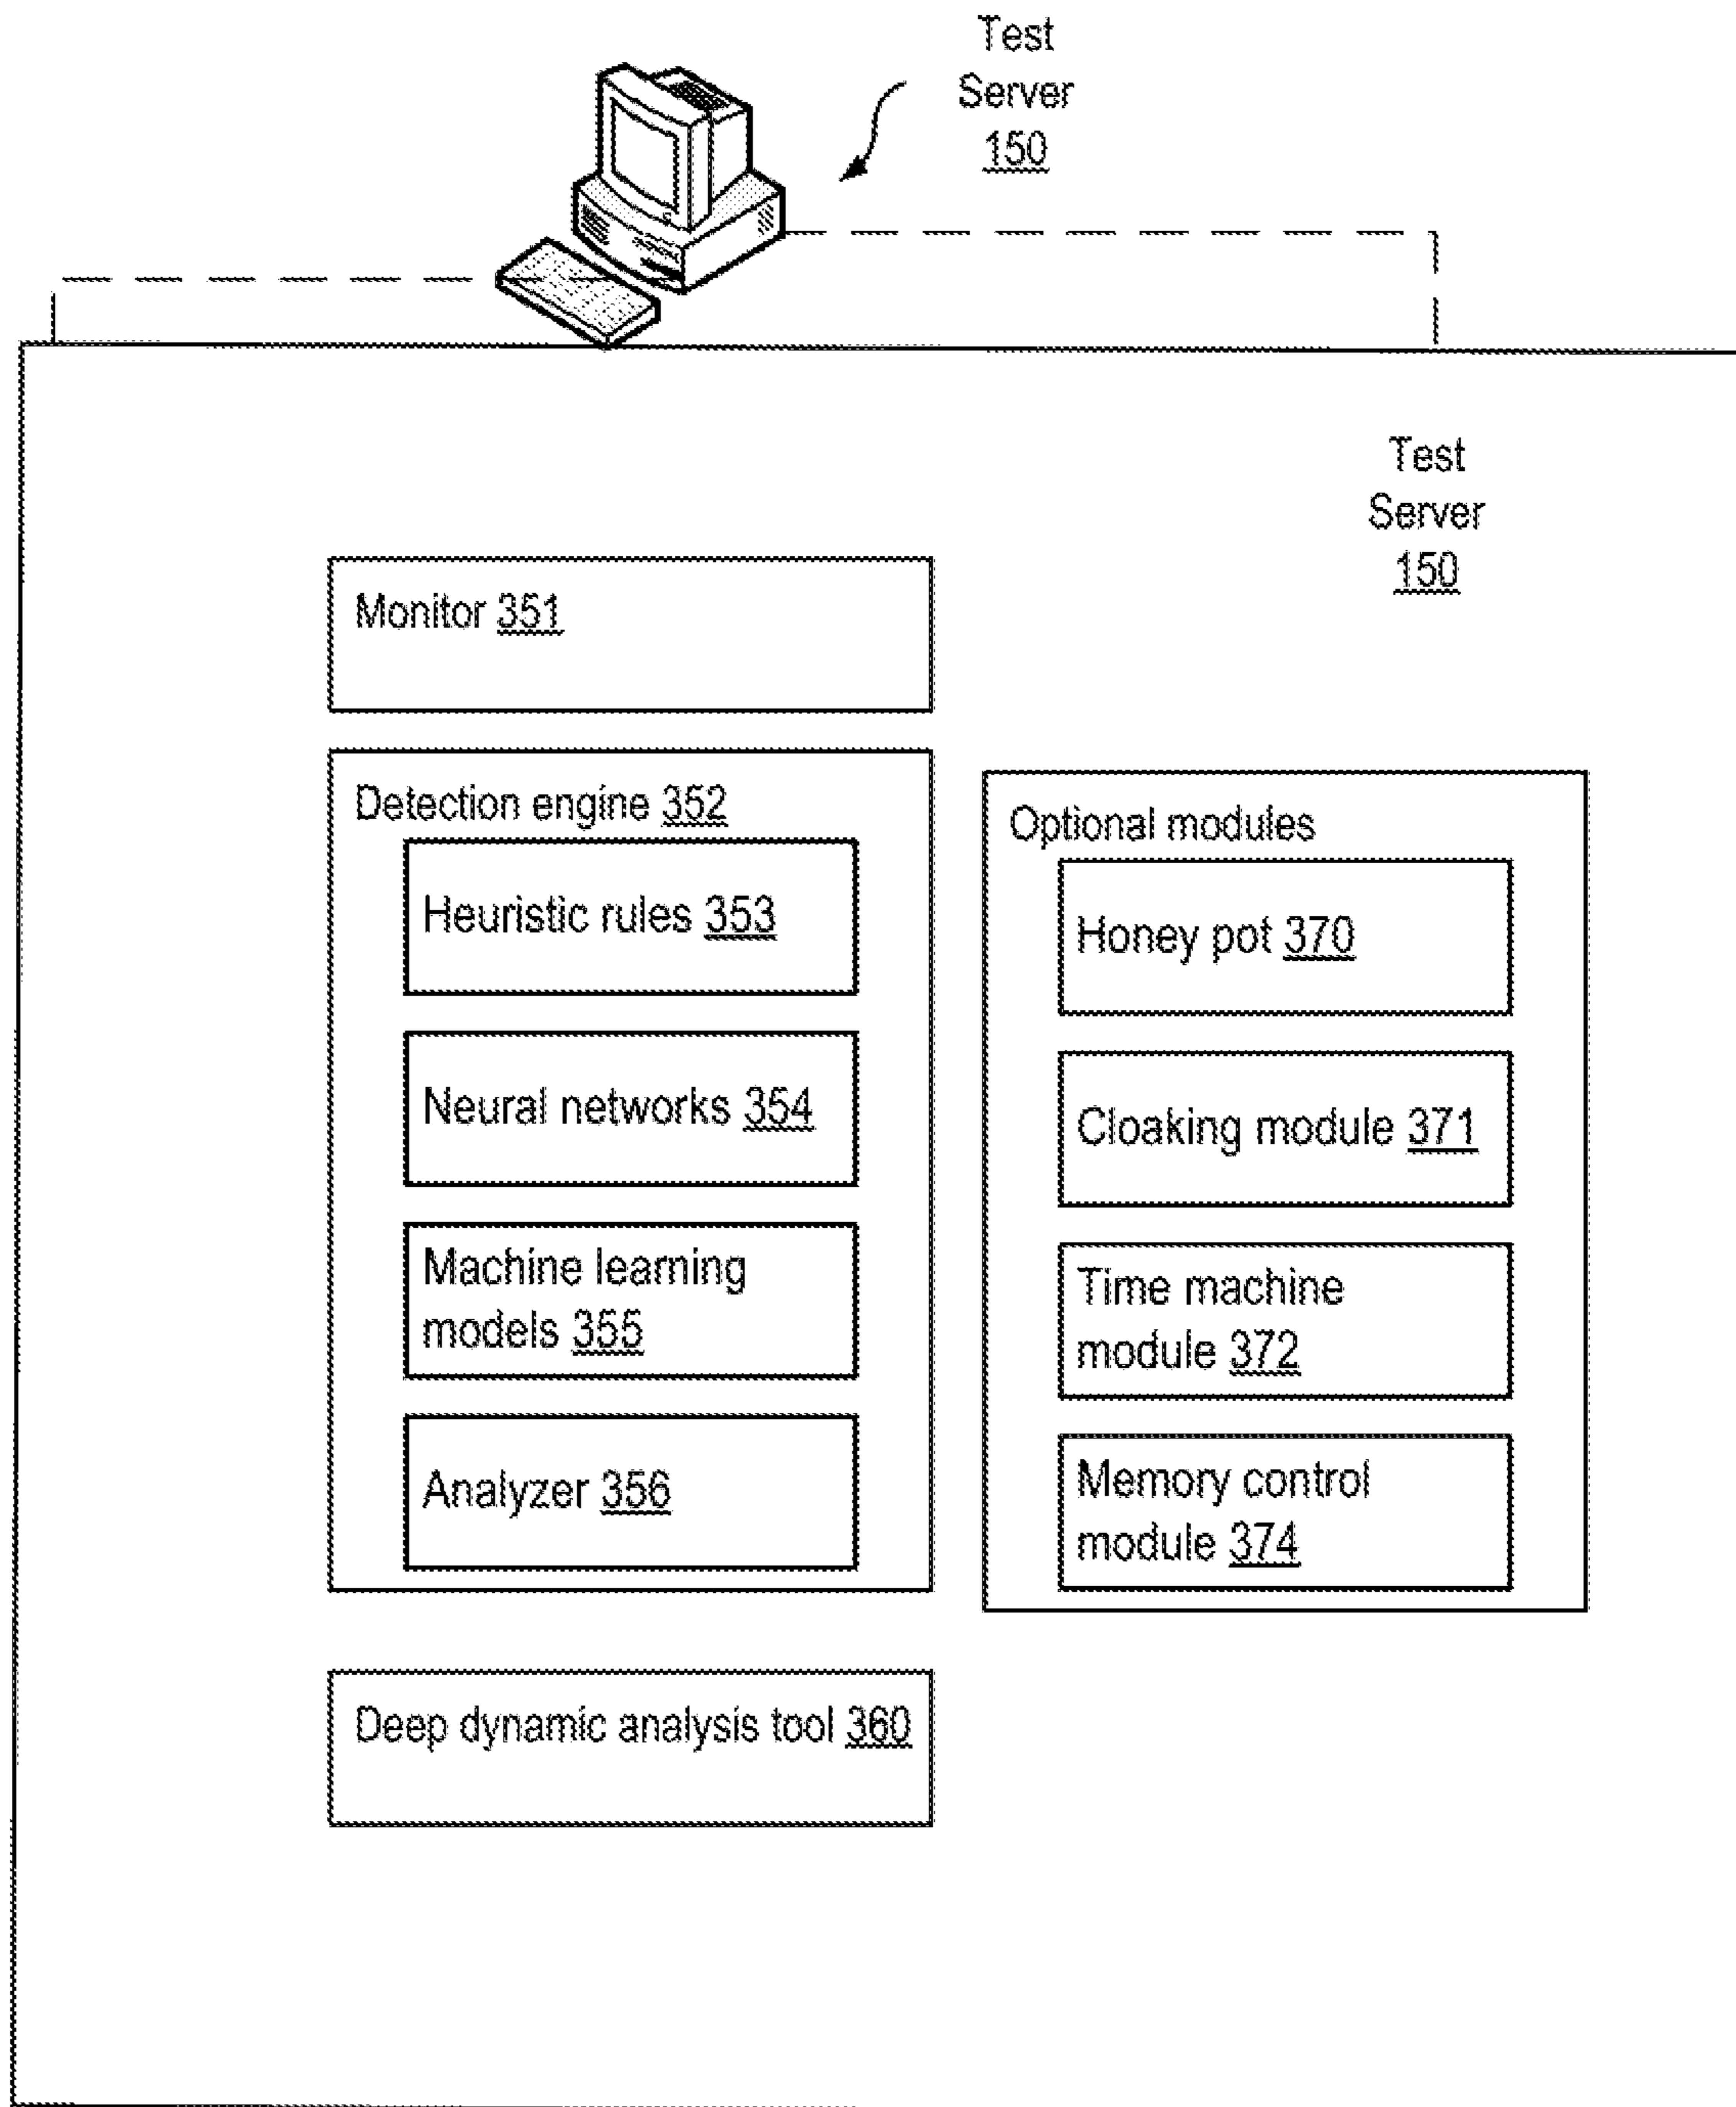 Test
Server
150
Test
Server
150
Monitor 351
Detection engine 352
Heuristic rules 353
Neural networks 354
Machine learning
models 355
Analyzer 356
Optional modules
Honey pot 370
Cloaking module 371
Time machine
module 372
Memory control
module 374
Deep dynamic analysis tool 360